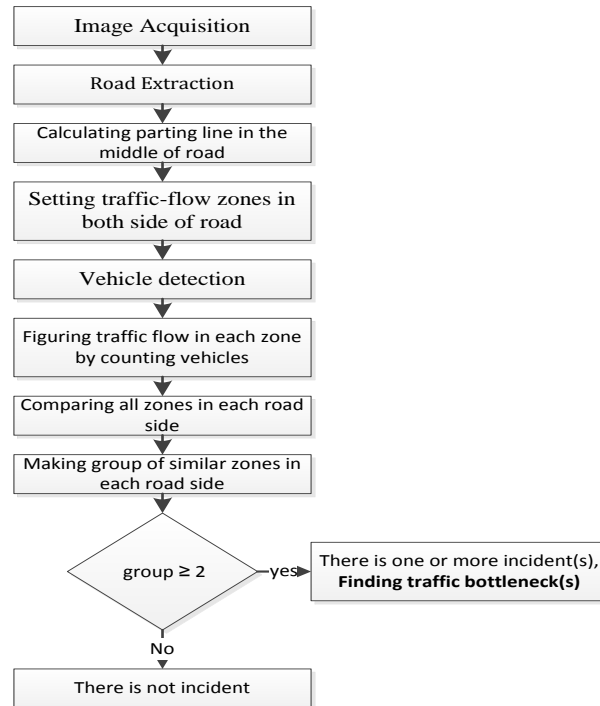 Image Acquisition
Road Extraction
Calculating parting line in the
middle of road
Setting traffic-flow zones in
both side of road
Vehicle detection
Figuring traffic flow in each zone
by counting vehicles
Comparing all zones in each road
side
Making group of similar zones in
each road side
group ≥ 2
yes
There is one or more incident(s),
Finding traffic bottleneck(s)
No
There is not incident